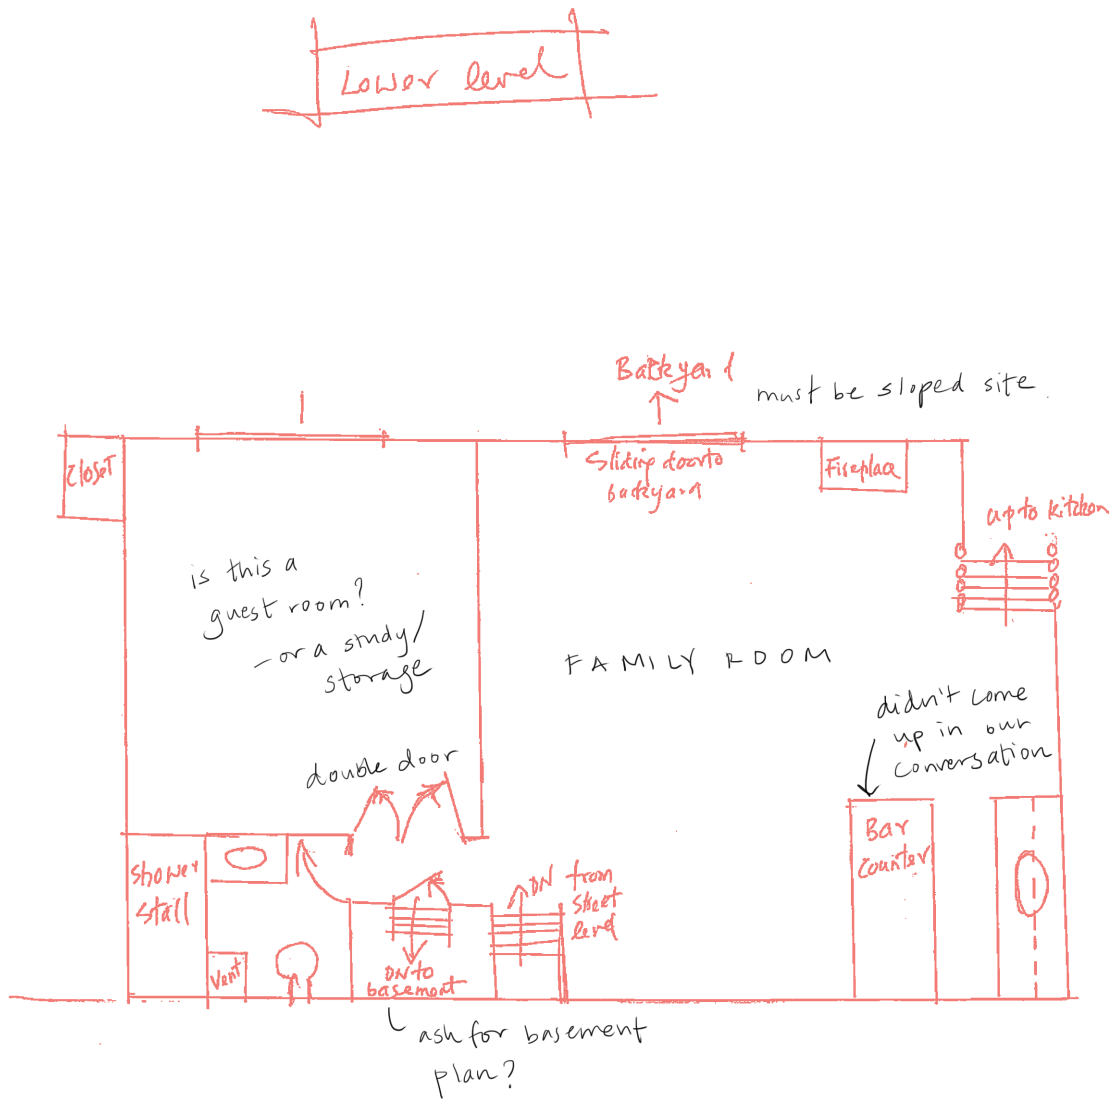 Lower level
Backyard
must be sloped site.
Closet
Sliding door to
backyard
Fireplace
up to kitchen
is this a
guest room?
- or a study/
storage
FAMILY ROOM
didn't come
up in our
conversation
double door
Bar
Counter
Shower
stall
DN from
street
level
Vent
DN to
basement
ask for basement
plan?